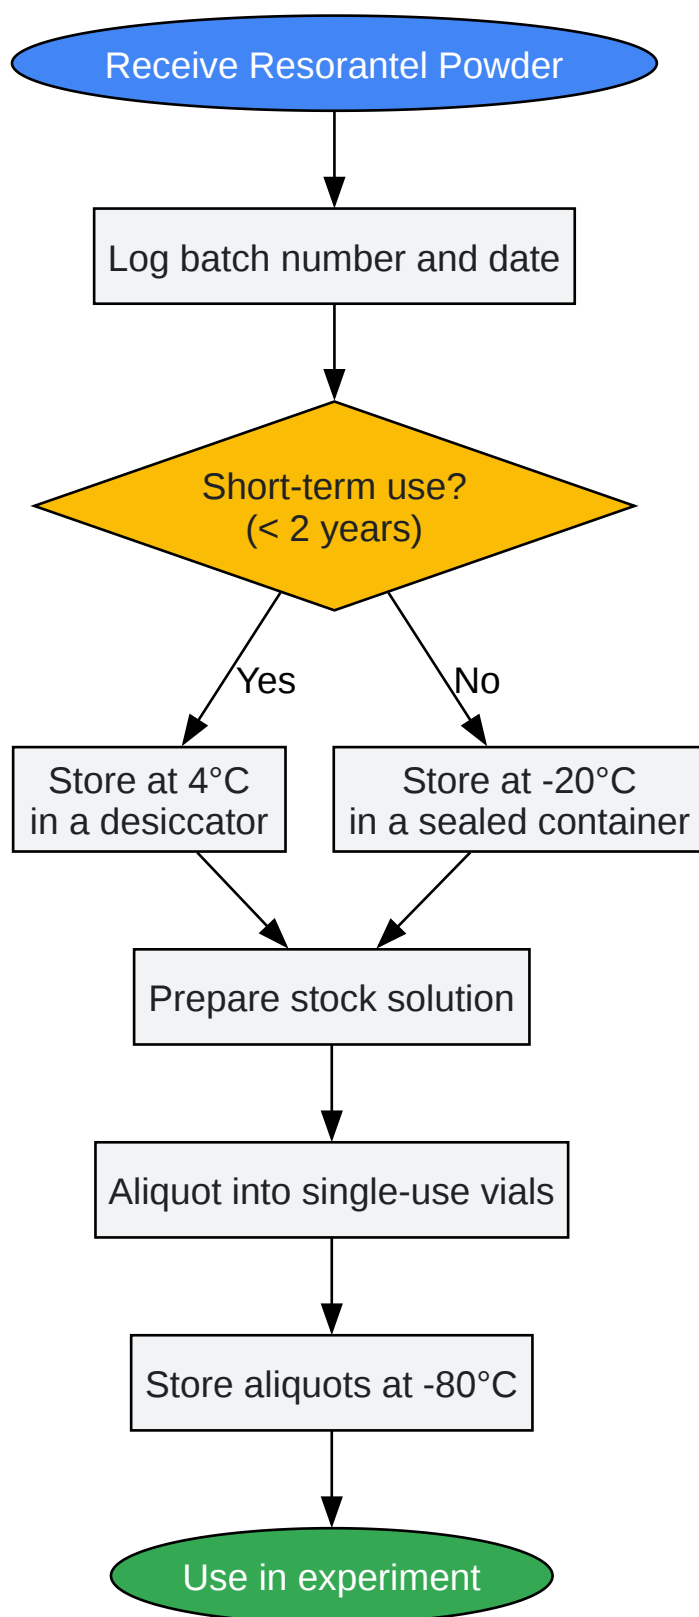 Receive Resorantel Powder
Log batch number and date
Short-term use?
(< 2 years)
Yes
No
Store at 4°C
in a desiccator
Store at -20°C
in a sealed container
Prepare stock solution
Aliquot into single-use vials
Store aliquots at -80°C
Use in experiment